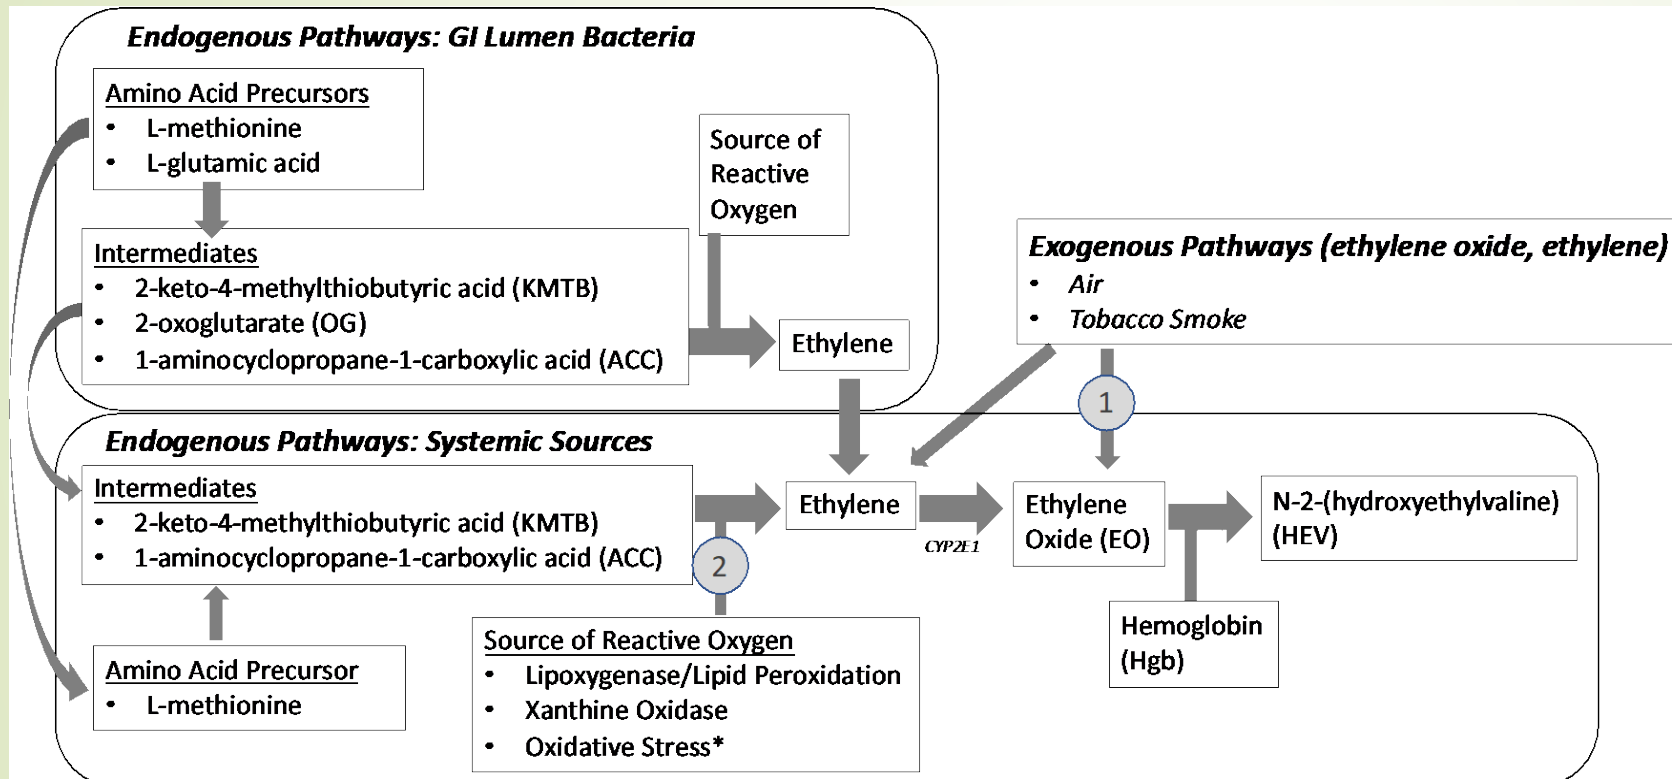 Endogenous Pathways: GI Lumen Bacteria
Amino Acid Precursors
• L-methionine
• L-glutamic acid
Source of
Reactive
Oxygen
Intermediates
• 2-keto-4-methylthiobutyric acid (KMTB)
• 2-oxoglutarate (OG)
• 1-aminocyclopropane-1-carboxylic acid (ACC)
Ethylene
Exogenous Pathways (ethylene oxide, ethylene)
• Air
• Tobacco Smoke
1
Endogenous Pathways: Systemic Sources
Intermediates
• 2-keto-4-methylthiobutyric acid (KMTB)
• 1-aminocyclopropane-1-carboxylic acid (ACC)
2
Ethylene
CYP2E1
Ethylene
Oxide (EO)
N-2-(hydroxyethylvaline)
(HEV)
Hemoglobin
(Hgb)
Amino Acid Precursor
• L-methionine
Source of Reactive Oxygen
• Lipoxygenase/Lipid Peroxidation
• Xanthine Oxidase
• Oxidative Stress*